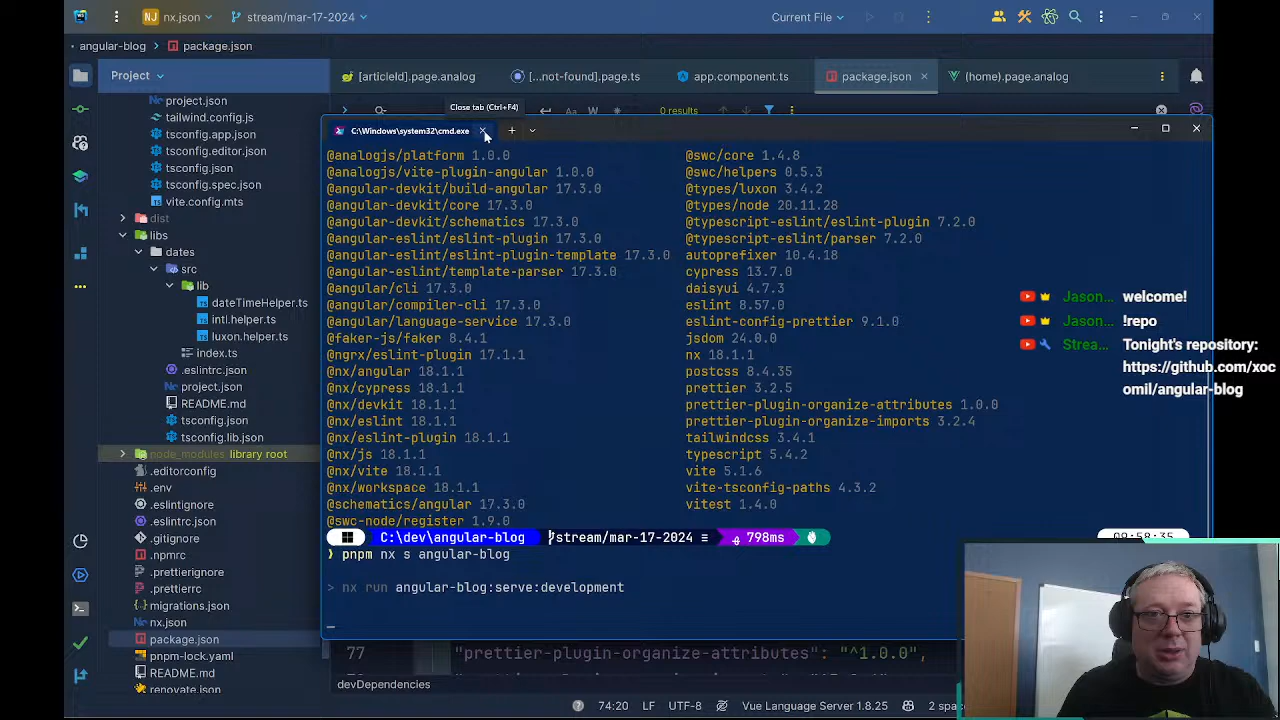 NJ nx.json
stream/mar-17-2024
Current File
angular-blog
package.json
Project
[articleId].page.analog
[...not-found].page.ts
app.component.ts
package.json
(home).page.analog
Close tab (Ctrl+F4)
W
0 results
C:\Windows\system32\cmd.exe
project.json
tailwind.config.js
tsconfig.app.json
tsconfig.editor.json
tsconfig.json
tsconfig.spec.json
vite.config.mts
dist
libs
dates
src
lib
dateTimeHelper.ts
intl.helper.ts
luxon.helper.ts
index.ts
.eslintrc.json
project.json
README.md
tsconfig.json
tsconfig.lib.json
node_modules library root
.editorconfig
.env
.eslintignore
.eslintrc.json
.gitignore
.npmrc
.prettierignore
.prettierrc
migrations.json
nx.json
package.json
pnpm-lock.yaml
README.md
renovate.json
@analogjs/platform 1.0.0
@analogjs/vite-plugin-angular 1.0.0
@angular-devkit/build-angular 17.3.0
@angular-devkit/core 17.3.0
@angular-devkit/schematics 17.3.0
@angular-eslint/eslint-plugin 17.3.0
@angular-eslint/eslint-plugin-template 17.3.0
@angular-eslint/template-parser 17.3.0
@angular/cli 17.3.0
@angular/compiler-cli 17.3.0
@angular/language-service 17.3.0
@faker-js/faker 8.4.1
@ngrx/eslint-plugin 17.1.1
@nx/angular 18.1.1
@nx/cypress 18.1.1
@nx/devkit 18.1.1
@nx/eslint 18.1.1
@nx/eslint-plugin 18.1.1
@nx/js 18.1.1
@nx/vite 18.1.1
@nx/workspace 18.1.1
@schematics/angular 17.3.0
@swc-node/register 1.9.0
@swc/core 1.4.8
@swc/helpers 0.5.3
@types/luxon 3.4.2
@types/node 20.11.28
@typescript-eslint/eslint-plugin 7.2.0
@typescript-eslint/parser 7.2.0
autoprefixer 10.4.18
cypress 13.7.0
daisyui 4.7.3
eslint 8.57.0
eslint-config-prettier 9.1.0
jsdom 24.0.0
nx 18.1.1
postcss 8.4.35
prettier 3.2.5
prettier-plugin-organize-attributes 1.0.0
prettier-plugin-organize-imports 3.2.4
tailwindcss 3.4.1
typescript 5.4.2
vite 5.1.6
vite-tsconfig-paths 4.3.2
vitest 1.4.0
C:\dev\angular-blog stream/mar-17-2024 ≡ 798ms
09:58:35
❯ pnpm nx s angular-blog
> nx run angular-blog:serve:development
Jason... welcome!
Jason... !repo
Strea... Tonight's repository:
https://github.com/xoc
omil/angular-blog
77 "prettier-plugin-organize-attributes": "^1.0.0",
devDependencies
74:20 LF UTF-8 Vue Language Server 1.8.25 2 spac